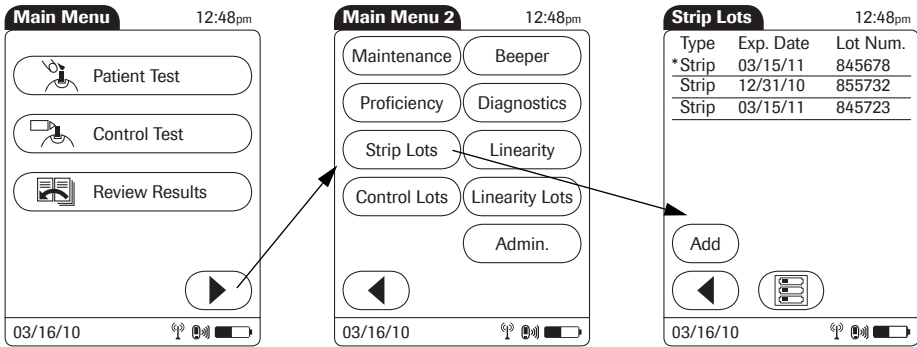 Main Menu 12:48pm
Patient Test
Control Test
Review Results
03/16/10
Main Menu 2 12:48pm
Maintenance Beeper
Proficiency Diagnostics
Strip Lots Linearity
Control Lots Linearity Lots
Admin.
Strip Lots 12:48pm
Type Exp. Date Lot Num.
*Strip 03/15/11 845678
Strip 12/31/10 855732
Strip 03/15/11 845723
Add
03/16/10